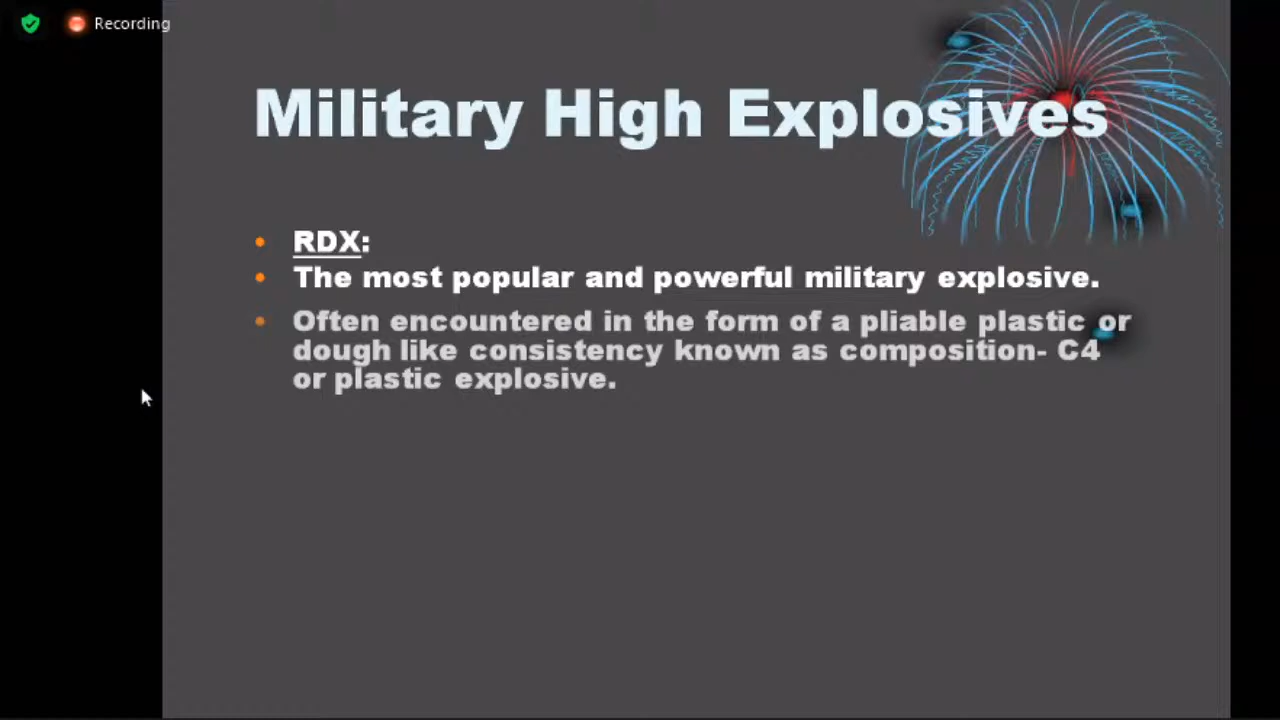 Recording
Military High Explosives
• RDX:
• The most popular and powerful military explosive.
• Often encountered in the form of a pliable plastic or
dough like consistency known as composition- C4
or plastic explosive.